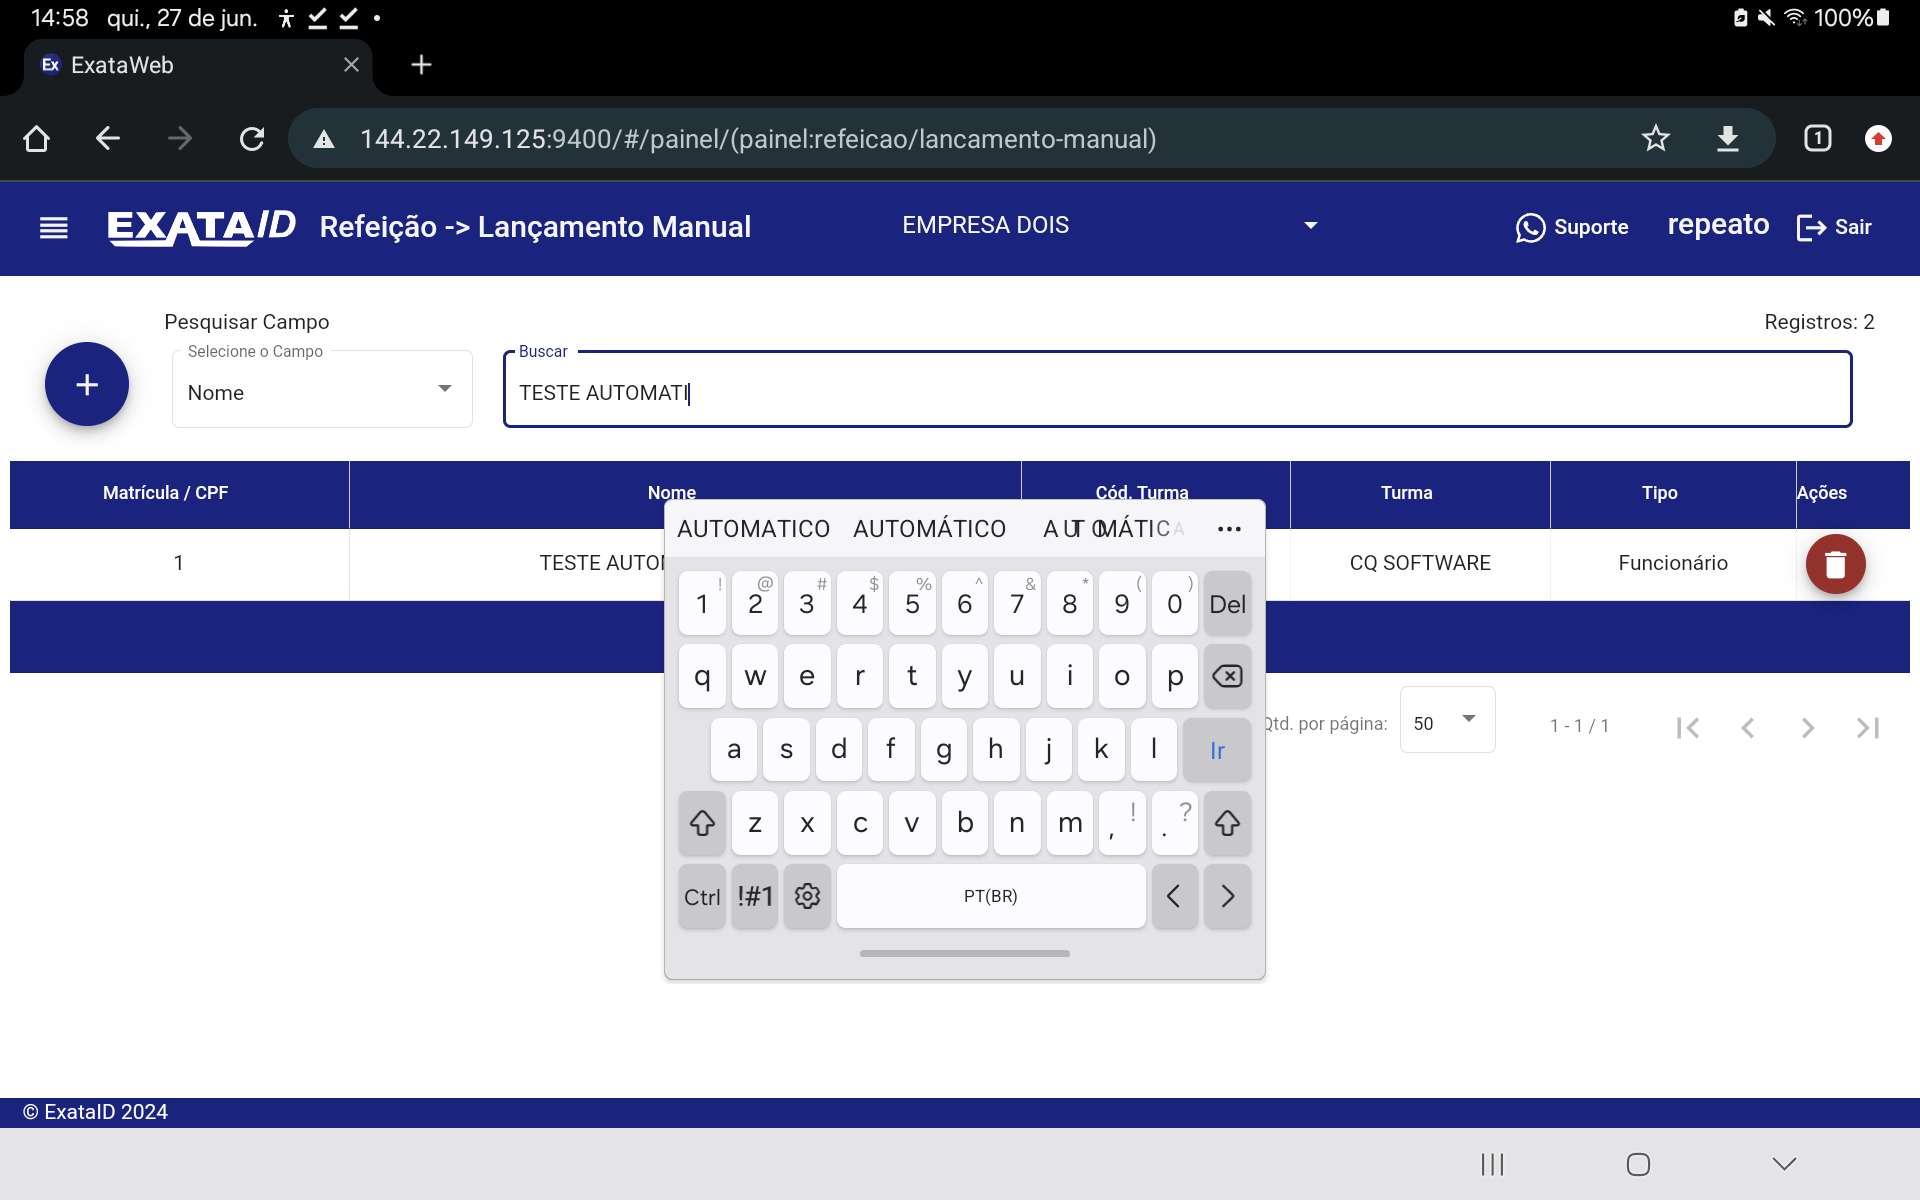 14:58 qui., 27 de jun.
100%
Ex ExataWeb
144.22.149.125:9400/#/painel/(painel:refeicao/lancamento-manual)
1
EXATAID Refeição -> Lançamento Manual EMPRESA DOIS Suporte repeato Sair
Pesquisar Campo Registros: 2
Selecione o Campo
Nome
Buscar
TESTE AUTOMATI
Matrícula / CPF Nome Cód. Turma Turma Tipo Ações
AUTOMATICO AUTOMÁTICO AUTOMÁTICA
1 TESTE AUTO CQ SOFTWARE Funcionário
! @ # $ % ^ & * ( )
1 2 3 4 5 6 7 8 9 0 Del
q w e r t y u i o p
Qtd. por página: 50 1 - 1 / 1
a s d f g h j k l Ir
z x c v b n m , ! . ?
Ctrl !#1 PT(BR) < >
© ExataID 2024